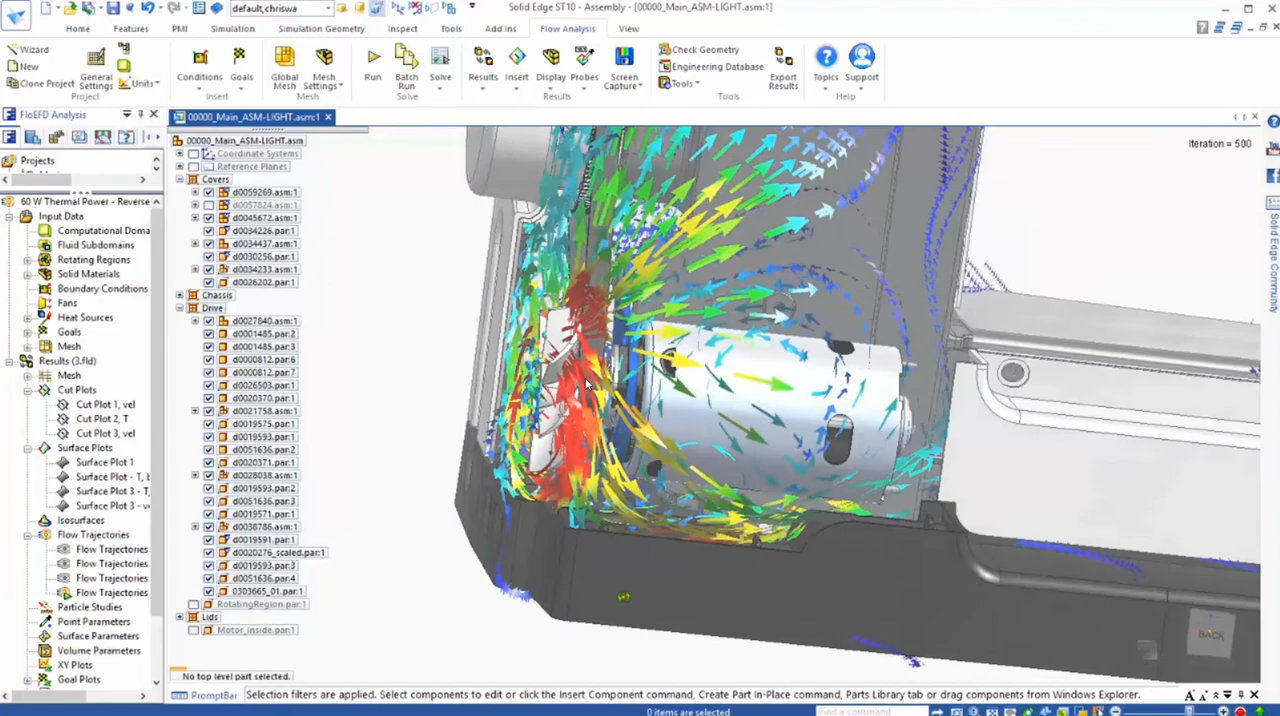 default,chriswa
Solid Edge ST10 - Assembly - [00000_Main_ASM-LIGHT.asm:1]
Home Features PMI Simulation Simulation Geometry Inspect Tools Add Ins Flow Analysis View
Wizard
New
Clone Project
General Settings
Units
Project
Conditions
Goals
Insert
Global Mesh
Mesh Settings
Mesh
Run
Batch Run
Solve
Solve
Results
Insert
Display
Probes
Screen Capture
Results
Check Geometry
Engineering Database
Tools
Export Results
Tools
Topics
Support
Help
FloEFD Analysis
Projects
60 W Thermal Power - Reverse
Input Data
Computational Doma
Fluid Subdomains
Rotating Regions
Solid Materials
Boundary Conditions
Fans
Heat Sources
Goals
Mesh
Results (3.fld)
Mesh
Cut Plots
Cut Plot 1, vel
Cut Plot 2, T
Cut Plot 3, vel
Surface Plots
Surface Plot 1
Surface Plot - T, b
Surface Plot 3 - T,
Surface Plot 3 - ve
Isosurfaces
Flow Trajectories
Flow Trajectories
Flow Trajectories
Flow Trajectories
Flow Trajectories
Particle Studies
Point Parameters
Surface Parameters
Volume Parameters
XY Plots
Goal Plots
00000_Main_ASM-LIGHT.asm:1
00000_Main_ASM-LIGHT.asm
Coordinate Systems
Reference Planes
Covers
d0059269.asm:1
d0057824.asm:1
d0045672.asm:1
d0034226.par:1
d0034437.asm:1
d0030256.par:1
d0034233.asm:1
d0026202.par:1
Chassis
Drive
d0027840.asm:1
d0001485.par:2
d0001485.par:3
d0000812.par:6
d0000812.par:7
d0026503.par:1
d0020370.par:1
d0021758.asm:1
d0019575.par:1
d0019593.par:1
d0051636.par:2
d0020371.par:1
d0028038.asm:1
d0019593.par:2
d0051636.par:3
d0019571.par:1
d0038786.asm:1
d0019591.par:1
d0020276_scaled.par:1
d0019593.par:3
d0051636.par:4
0303665_01.par:1
RotatingRegion.par:1
Lids
Motor_Inside.par:1
No top level part selected.
Iteration = 500
BACK
Solid Edge Community
PromptBar
Selection filters are applied. Select components to edit or click the Insert Component command, Create Part In-Place command, Parts Library tab or drag components from Windows Explorer.
0 items are selected
Find a command